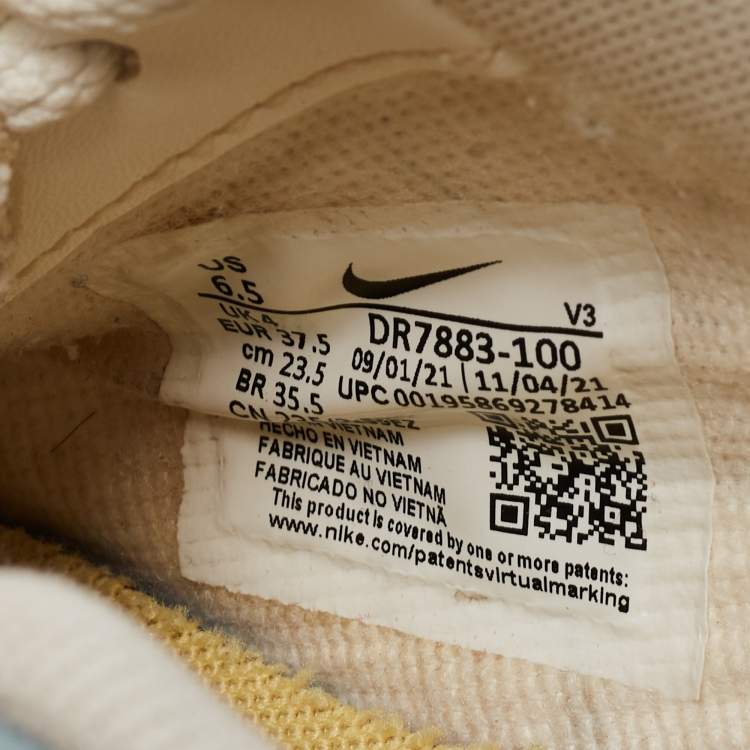 US
6.5
UK 4
EUR 37.5
cm 23.5
BR 35.5
CN
V3
DR7883-100
09/01/21 | 11/04/21
UPC 00195869278414
VIETNAM
HECHO EN VIETNAM
FABRIQUE AU VIETNAM
FABRICADO NO VIETNÃ
This product is covered by one or more patents:
www.nike.com/patentsvirtualmarking